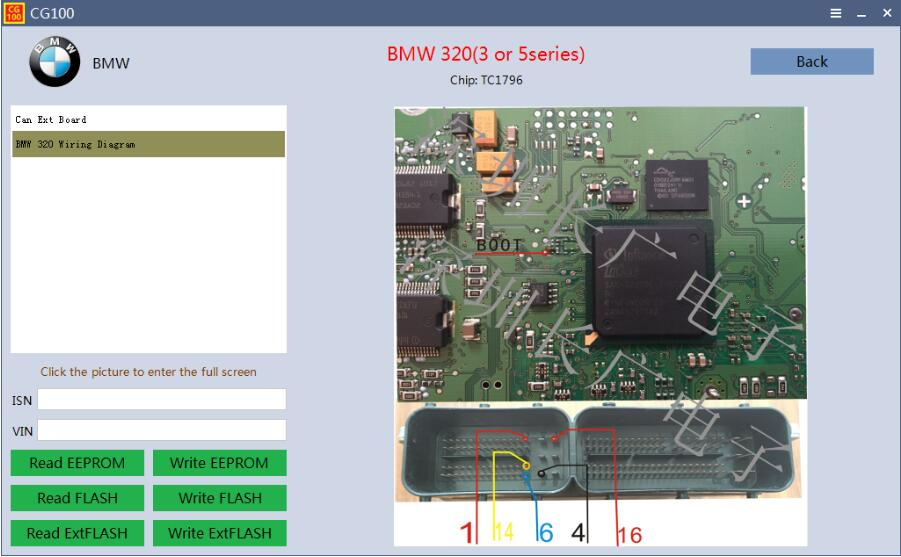 CG100
BMW
BMW 320(3 or 5series)
Chip: TC1796
Back
Can Ext Board
BMW 320 Wiring Diagram
BOOT
Infineon
Click the picture to enter the full screen
ISN
VIN
Read EEPROM
Write EEPROM
Read FLASH
Write FLASH
Read ExtFLASH
Write ExtFLASH
1
14
6
4
16